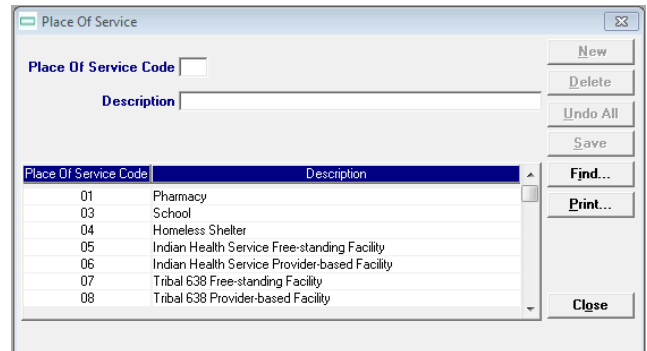 Place Of Service
New
Place Of Service Code
Delete
Description
Undo All
Save
Place Of Service Code Description
Find...
01 Pharmacy
Print...
03 School
04 Homeless Shelter
05 Indian Health Service Free-standing Facility
06 Indian Health Service Provider-based Facility
07 Tribal 638 Free-standing Facility
08 Tribal 638 Provider-based Facility
Close